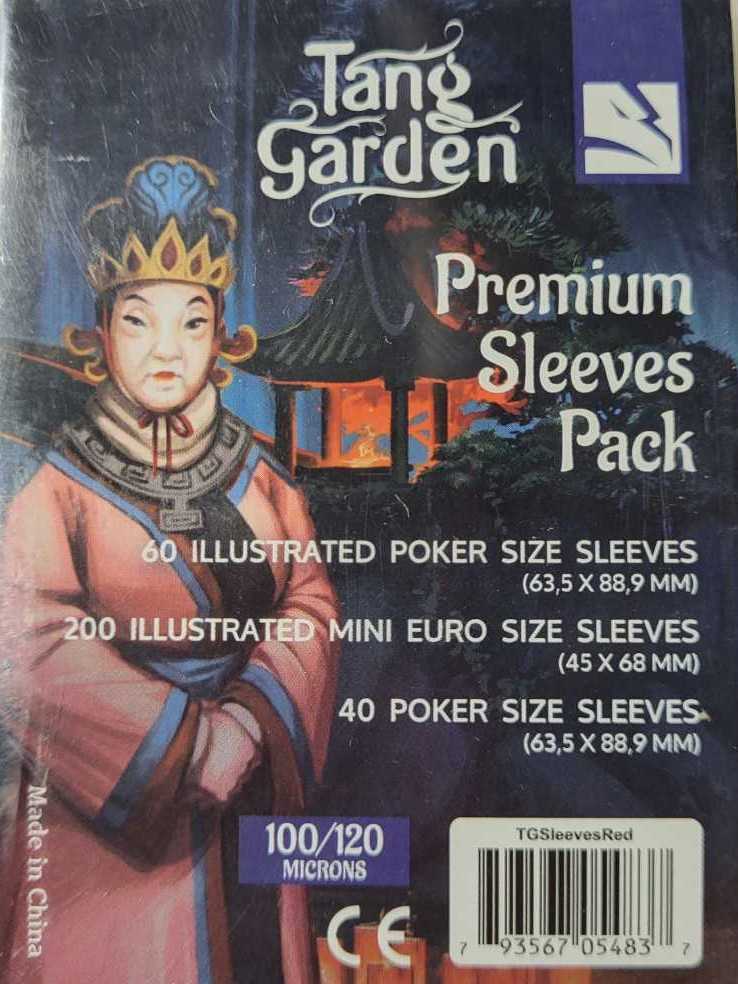 Tang
Garden
Premium
Sleeves
Pack
60 ILLUSTRATED POKER SIZE SLEEVES
(63,5 X 88,9 MM)
200 ILLUSTRATED MINI EURO SIZE SLEEVES
(45 X 68 MM)
40 POKER SIZE SLEEVES
(63,5 X 88,9 MM)
Made in China
100/120
MICRONS
CE
TGSleevesRed
7 93567 05483 7